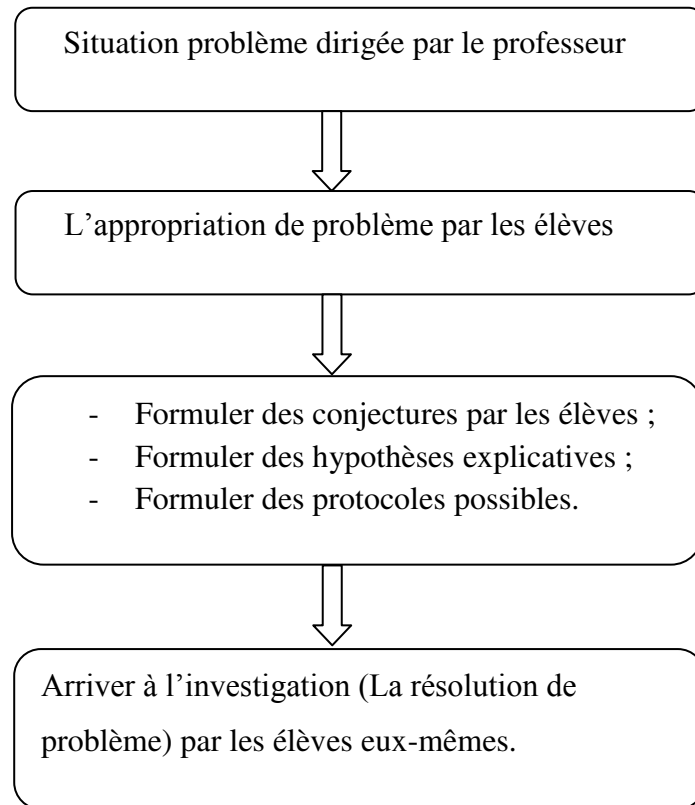 Situation problème dirigée par le professeur
L’appropriation de problème par les élèves
- Formuler des conjectures par les élèves ;
- Formuler des hypothèses explicatives ;
- Formuler des protocoles possibles.
Arriver à l’investigation (La résolution de
problème) par les élèves eux-mêmes.